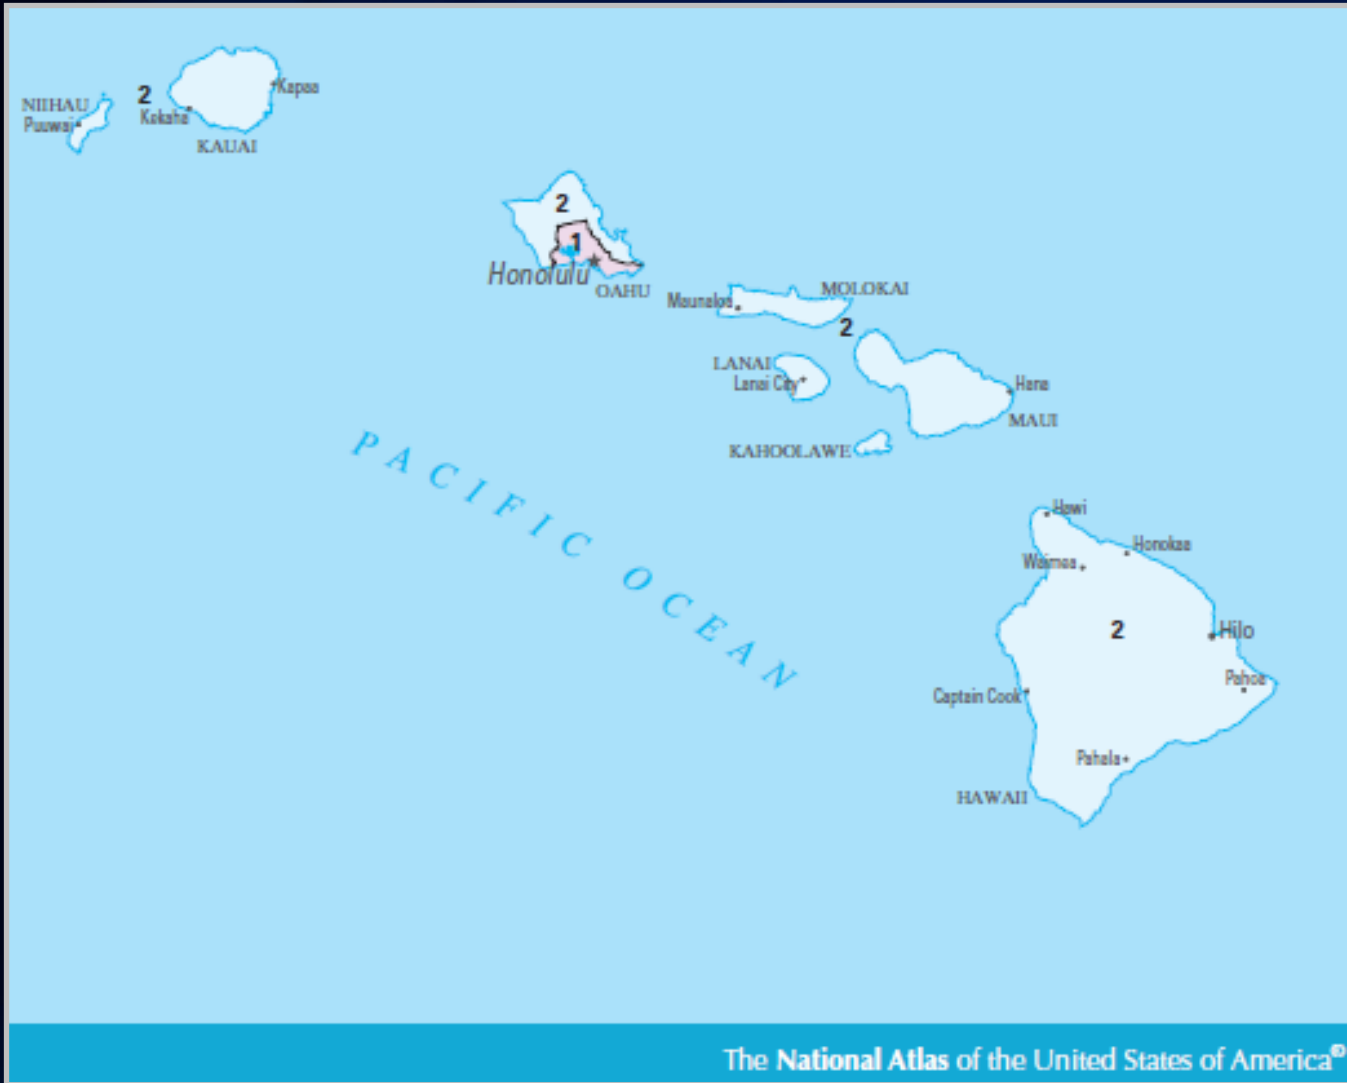 NIIHAU
Puuwai
2
Kekaha
Kapaa
KAUAI
2
1
Honolulu
OAHU
Maunaloa
MOLOKAI
2
LANAI
Lanai City
Hana
MAUI
KAHOOLAWE
PACIFIC OCEAN
Hawi
Honokaa
Waimea
2
Hilo
Pahoa
Captain Cook
Pahala
HAWAII
The National Atlas of the United States of America®